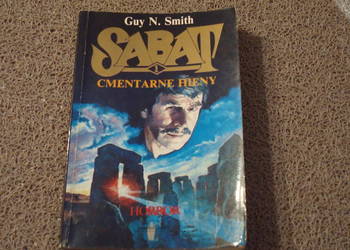 Guy N. Smith
SABAT
1
CMENTARNE HIENY
HORROR